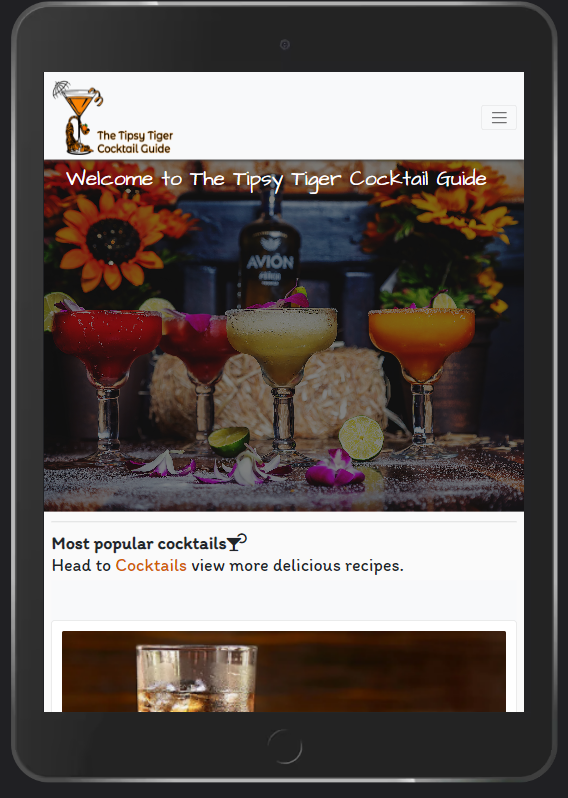 The Tipsy Tiger
Cocktail Guide
Welcome to The Tipsy Tiger Cocktail Guide
AVIÓN
Most popular cocktails
Head to Cocktails view more delicious recipes.